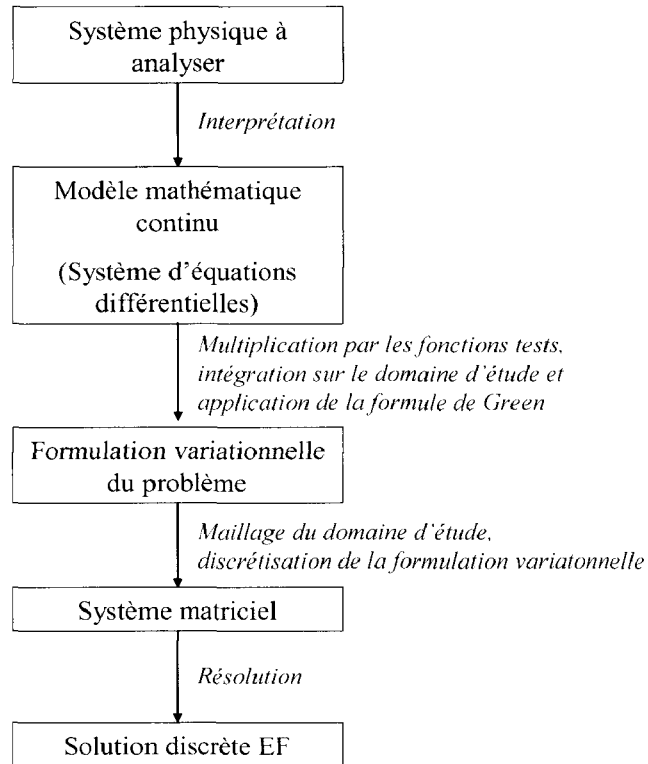 Système physique à
analyser
Interprétation
Modèle mathématique
continu
(Système d'équations
différentielles)
Multiplication par les fonctions tests,
intégration sur le domaine d'étude et
application de la formule de Green
Formulation variationnelle
du problème
Maillage du domaine d'étude,
discrétisation de la formulation variatonnelle
Système matriciel
Résolution
Solution discrète EF